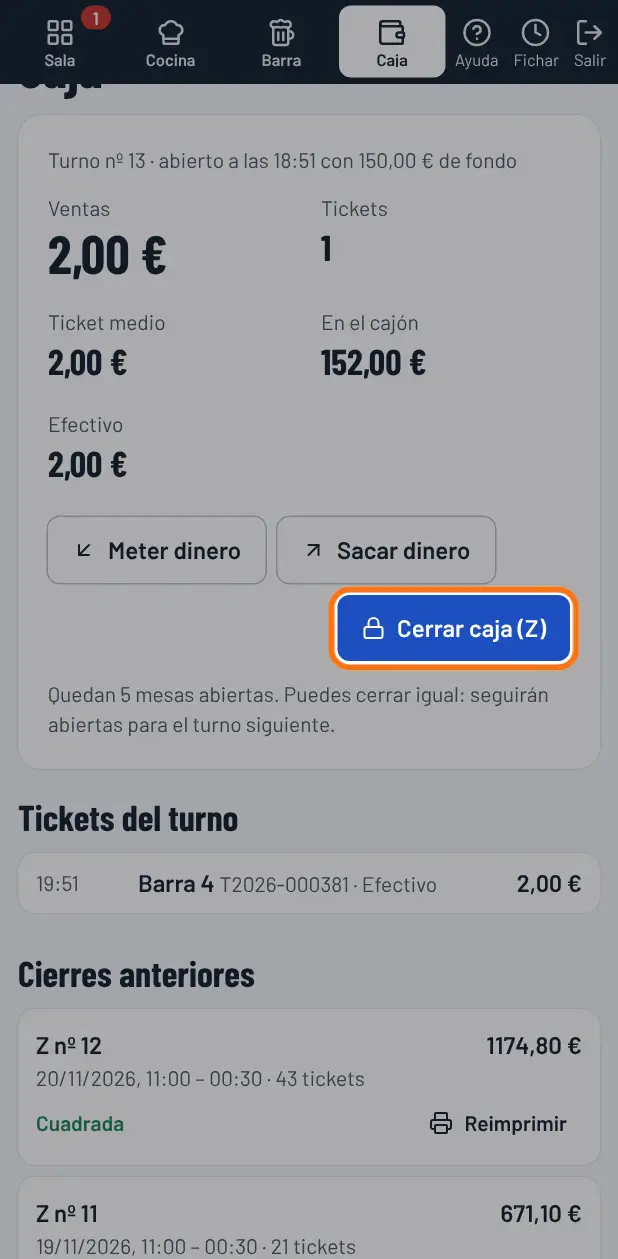 1
Sala
Cocina
Barra
Caja
Ayuda
Fichar
Salir
Caja
Turno nº 13 · abierto a las 18:51 con 150,00 € de fondo
Ventas
Tickets
2,00 €
1
Ticket medio
En el cajón
2,00 €
152,00 €
Efectivo
2,00 €
Meter dinero
Sacar dinero
Cerrar caja (Z)
Quedan 5 mesas abiertas. Puedes cerrar igual: seguirán
abiertas para el turno siguiente.
Tickets del turno
19:51 Barra 4 T2026-000381 · Efectivo 2,00 €
Cierres anteriores
Z nº 12 1174,80 €
20/11/2026, 11:00 – 00:30 · 43 tickets
Cuadrada
Reimprimir
Z nº 11 671,10 €
19/11/2026, 11:00 – 00:30 · 21 tickets